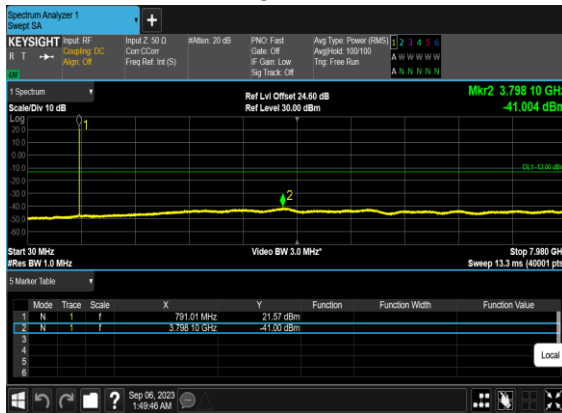 Spectrum Analyzer 1
Swept SA
KEYSIGHT Input: RF Input Z: 50 Ω #Atten: 20 dB PNO: Fast Avg Type: Power (RMS) 1 2 3 4 5 6
R T Coupling: DC Corr CCorr Gate: Off Avg|Hold: 100/100 A W W W W W
Align: Off Freq Ref: Int (S) IF Gain: Low Trig: Free Run
LXI Sig Track: Off A N N N N N
1 Spectrum Ref Lvl Offset 24.60 dB Mkr2 3.798 10 GHz
Scale/Div 10 dB Ref Level 30.00 dBm -41.004 dBm
Log
1
20.0
10.0
0.00
-10.0 DL1 -13.00 dBm
-20.0
-30.0
2
-40.0
-50.0
-60.0
Start 30 MHz Video BW 3.0 MHz* Stop 7.980 GHz
#Res BW 1.0 MHz Sweep 13.3 ms (40001 pts)
5 Marker Table
Mode Trace Scale X Y Function Function Width Function Value
1 N 1 f 791.01 MHz 21.57 dBm
2 N 1 f 3.798 10 GHz -41.00 dBm
3
4
5 Local
6
? Sep 06, 2023
1:49:46 AM